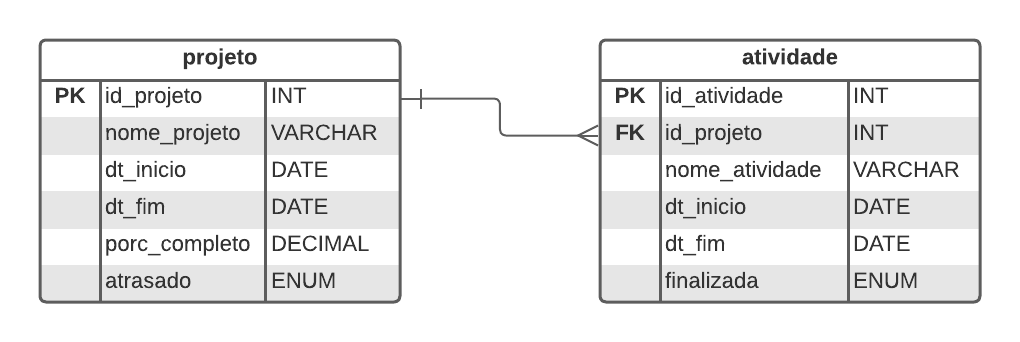 projeto
PK id_projeto INT
nome_projeto VARCHAR
dt_inicio DATE
dt_fim DATE
porc_completo DECIMAL
atrasado ENUM
atividade
PK id_atividade INT
FK id_projeto INT
nome_atividade VARCHAR
dt_inicio DATE
dt_fim DATE
finalizada ENUM